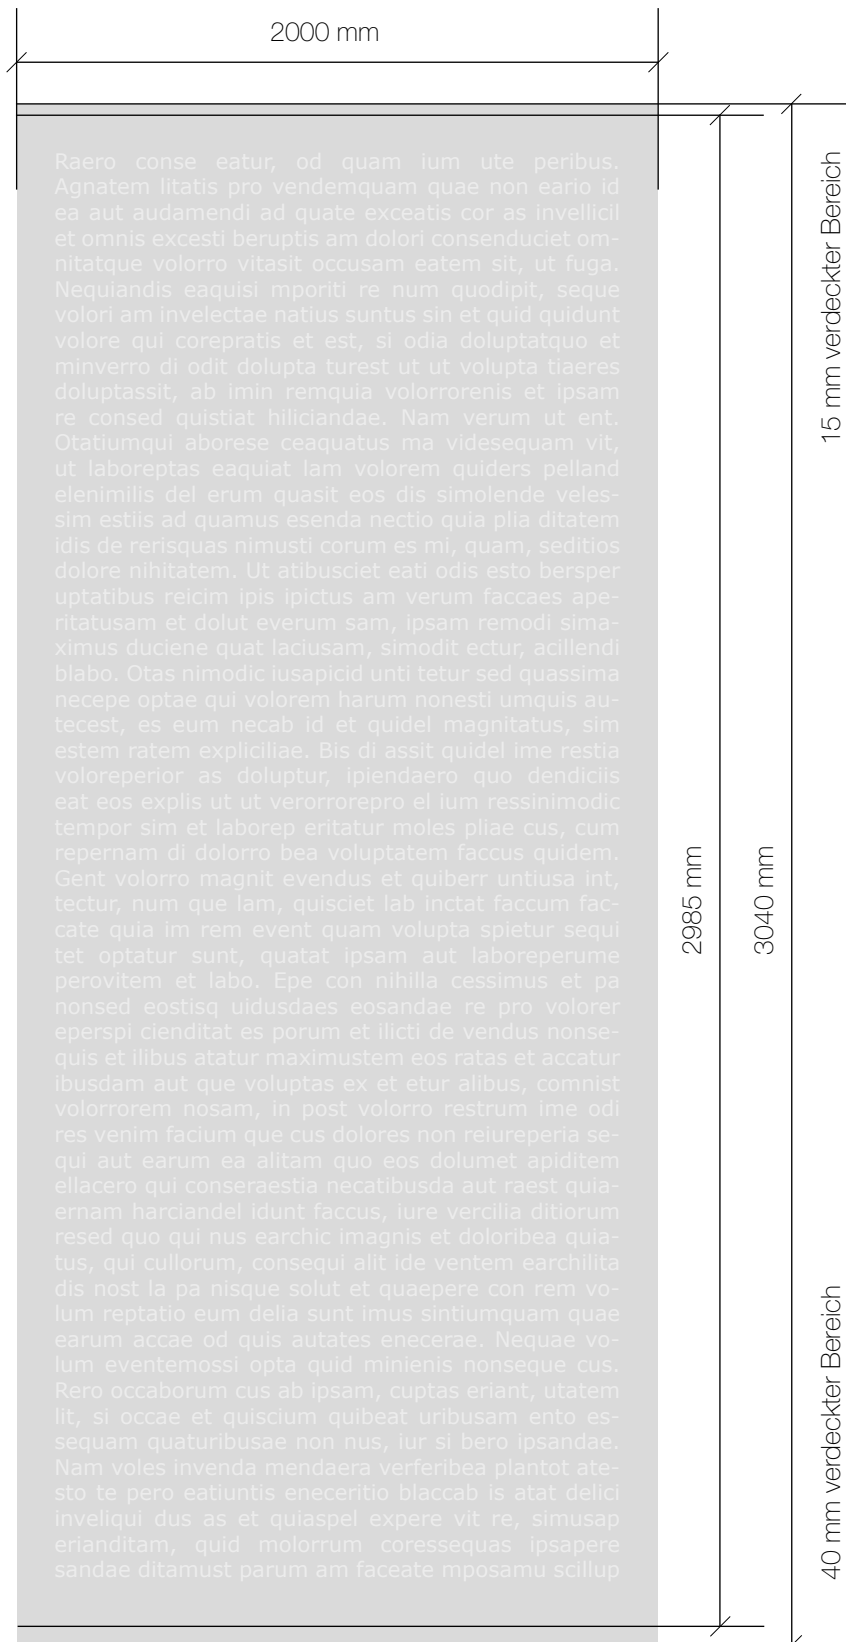 2000 mm
15 mm verdeckter Bereich
Raero conse eatur, od quam ium ute peribus.
Agnatem litatis pro vendemquam quae non eario id
ea aut audamendi ad quate exceatis cor as invellicil
et omnis excesti beruptis am dolori consenduciet om-
nitatque volorro vitasit occusam eatem sit, ut fuga.
Nequiandis eaquisi mporiti re num quodipit, seque
volori am invelectae natius suntus sin et quid quidunt
volore qui corepratis et est, si odia doluptatquo et
minverro di odit dolupta turest ut ut volupta tiaeres
doluptassit, ab imin remquia volorrorenis et ipsam
re consed quistiat hiliciandae. Nam verum ut ent.
Otatiumqui aborese ceaquatus ma videsequam vit,
ut laboreptas eaquiat lam volorem quiders pelland
elenimilis del erum quasit eos dis simolende veles-
sim estiis ad quamus esenda nectio quia plia ditatem
idis de rerisquas nimusti corum es mi, quam, seditios
dolore nihitatem. Ut atibusciet eati odis esto bersper
uptatibus reicim ipis ipictus am verum faccaes ape-
ritatusam et dolut everum sam, ipsam remodi sima-
ximus duciene quat laciusam, simodit ectur, acillendi
blabo. Otas nimodic iusapicid unti tetur sed quassima
necepe optae qui volorem harum nonesti umquis au-
tecest, es eum necab id et quidel magnitatus, sim
estem ratem expliciliae. Bis di assit quidel ime restia
voloreperior as doluptur, ipiendaero quo dendiciis
eat eos explis ut ut verorrorepro el ium ressinimodic
tempor sim et laborep eritatur moles pliae cus, cum
repernam di dolorro bea voluptatem faccus quidem.
Gent volorro magnit evendus et quiberr untiusa int,
tectur, num que lam, quisciet lab inctat faccum fac-
cate quia im rem event quam volupta spietur sequi
tet optatur sunt, quatat ipsam aut laboreperume
perovitem et labo. Epe con nihilla cessimus et pa
nonsed eostisq uidusdaes eosandae re pro volorer
eperspi cienditat es porum et ilicti de vendus nonse-
quis et ilibus atatur maximustem eos ratas et accatur
ibusdam aut que voluptas ex et etur alibus, comnist
volorrorem nosam, in post volorro restrum ime odi
res venim facium que cus dolores non reiureperia se-
qui aut earum ea alitam quo eos dolumet apiditem
ellacero qui conseraestia necatibusda aut raest quia-
ernam harciandel idunt faccus, iure vercilia ditiorum
resed quo qui nus earchic imagnis et doloribea quia-
tus, qui cullorum, consequi alit ide ventem earchilita
dis nost la pa nisque solut et quaepere con rem vo-
lum reptatio eum delia sunt imus sintiumquam quae
earum accae od quis autates enecerae. Nequae vo-
lum eventemossi opta quid minienis nonseque cus.
Rero occaborum cus ab ipsam, cuptas eriant, utatem
lit, si occae et quiscium quibeat uribusam ento es-
sequam quaturibusae non nus, iur si bero ipsandae.
Nam voles invenda mendaera verferibea plantot ate-
sto te pero eatiuntis eneceritio blaccab is atat delici
inveliqui dus as et quiaspel expere vit re, simusap
erianditam, quid molorrum coressequas ipsapere
sandae ditamust parum am faceate mposamu scillup
2985 mm
3040 mm
40 mm verdeckter Bereich